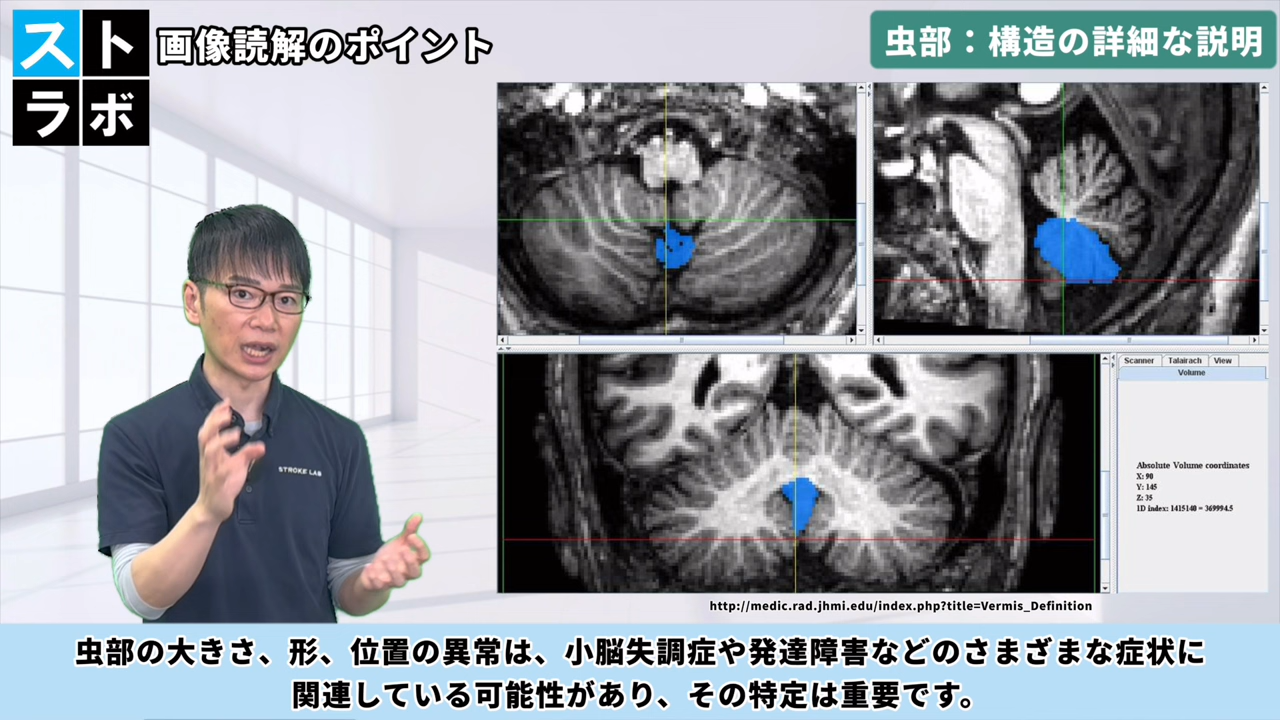 スト
ラボ
画像読解のポイント
虫部：構造の詳細な説明
STROKE LAB
Scanner Talairach View
Volume
Absolute Volume coordinates
X: 90
Y: 145
Z: 35
1D index: 1415140 = 369994.5
http://medic.rad.jhmi.edu/index.php?title=Vermis_Definition
虫部の大きさ、形、位置の異常は、小脳失調症や発達障害などのさまざまな症状に
関連している可能性があり、その特定は重要です。